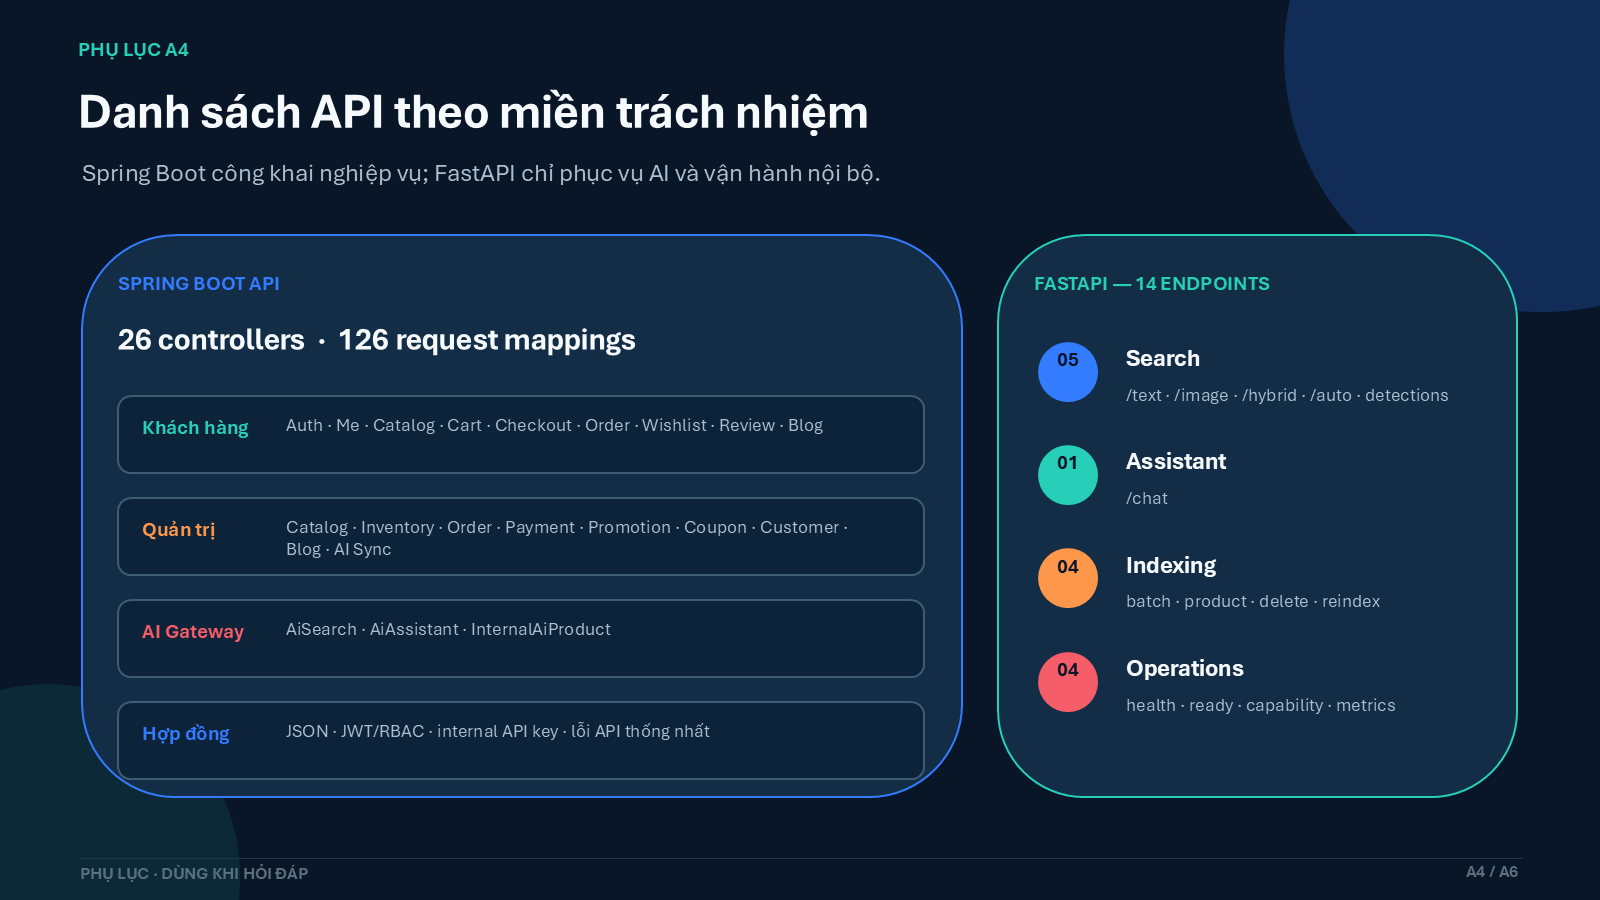 PHỤ LỤC A4
Danh sách API theo miền trách nhiệm
Spring Boot công khai nghiệp vụ; FastAPI chỉ phục vụ AI và vận hành nội bộ.
SPRING BOOT API
26 controllers · 126 request mappings
Khách hàng
Auth · Me · Catalog · Cart · Checkout · Order · Wishlist · Review · Blog
Quản trị
Catalog · Inventory · Order · Payment · Promotion · Coupon · Customer ·
Blog · AI Sync
AI Gateway
AiSearch · AiAssistant · InternalAiProduct
Hợp đồng
JSON · JWT/RBAC · internal API key · lỗi API thống nhất
FASTAPI — 14 ENDPOINTS
05
Search
/text · /image · /hybrid · /auto · detections
01
Assistant
/chat
04
Indexing
batch · product · delete · reindex
04
Operations
health · ready · capability · metrics
PHỤ LỤC · DÙNG KHI HỎI ĐÁP
A4 / A6